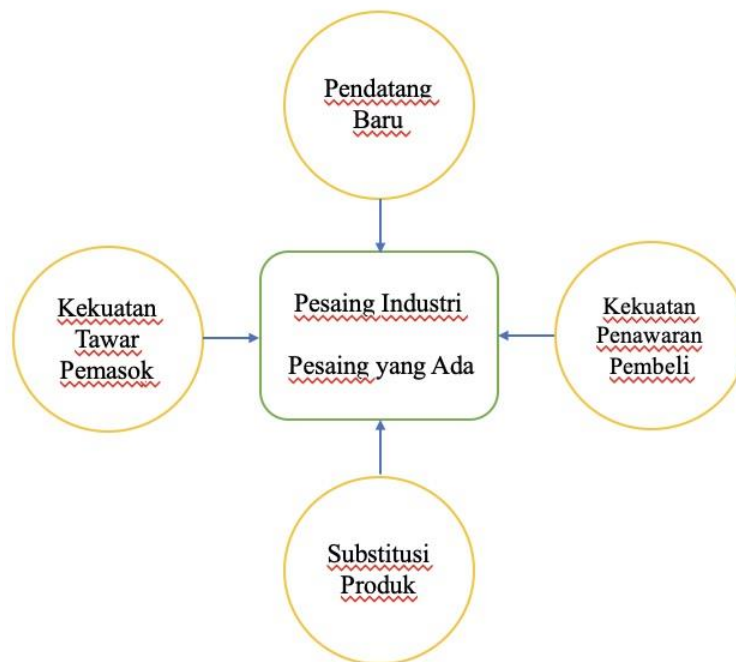 Pendatang
Baru
Kekuatan
Tawar
Pemasok
Pesaing Industri
Pesaing yang Ada
Kekuatan
Penawaran
Pembeli
Substitusi
Produk